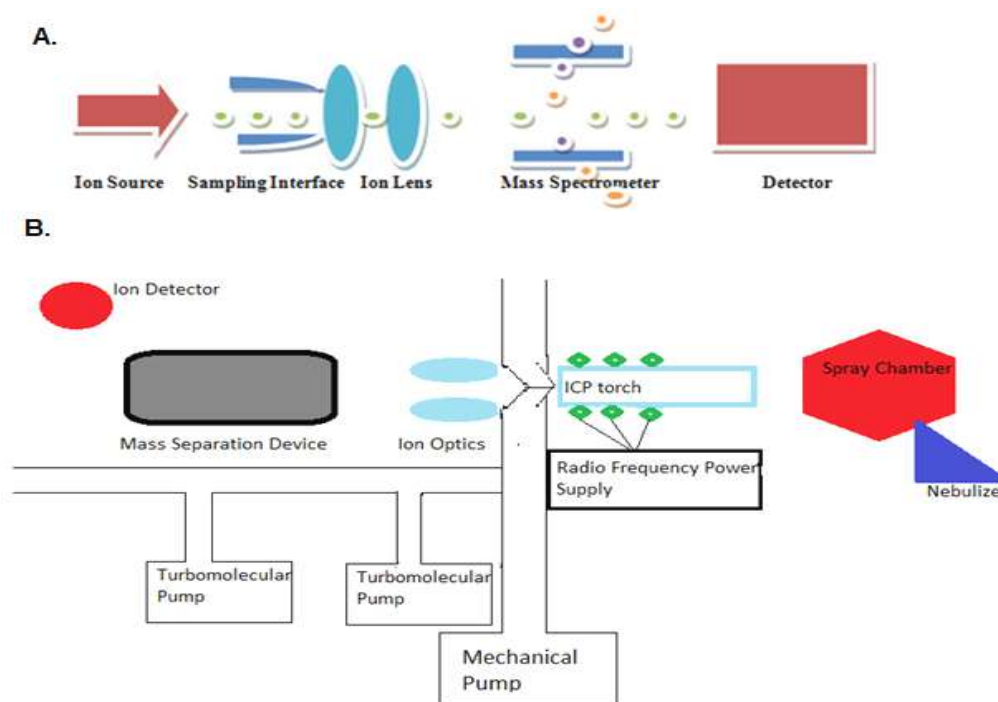 A.
Ion Source
Sampling Interface
Ion Lens
Mass Spectrometer
Detector
B.
Ion Detector
Spray Chamber
ICP torch
Mass Separation Device
Ion Optics
Radio Frequency Power
Supply
Nebulize
Turbomolecular
Pump
Turbomolecular
Pump
Mechanical
Pump